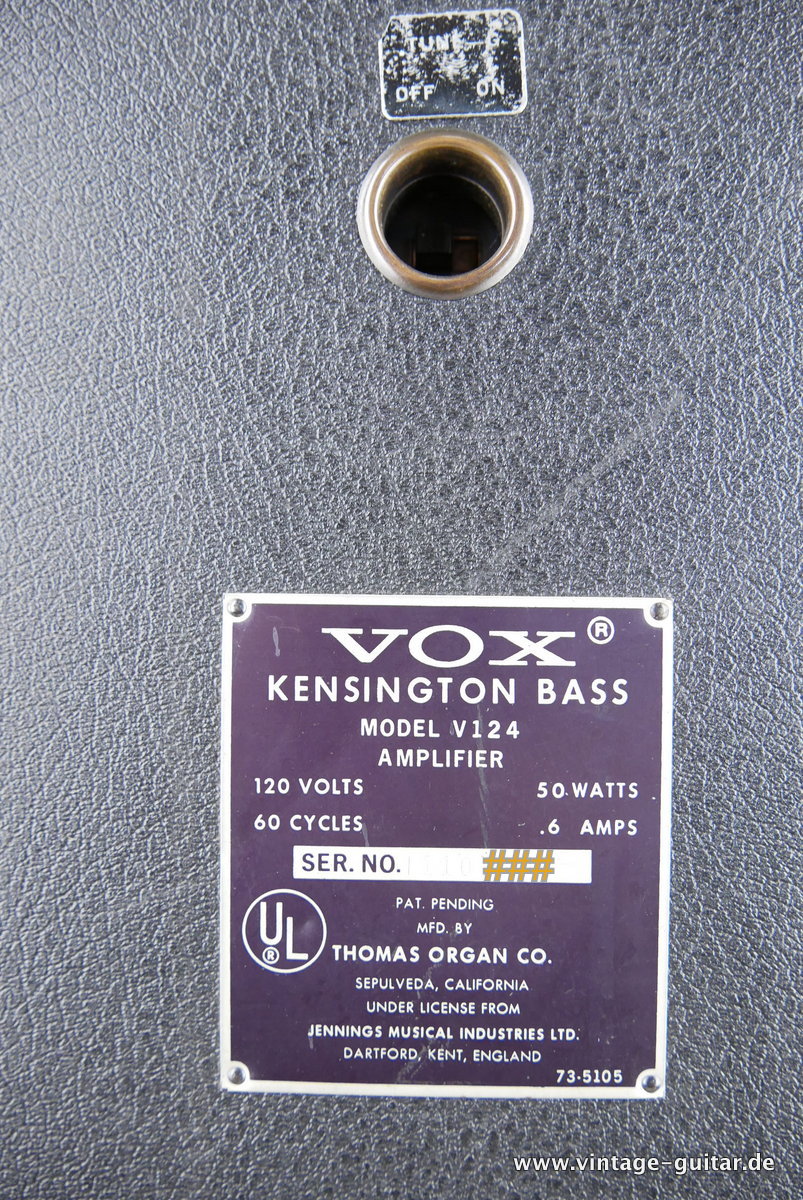 TUNE-G
OFF ON
VOX®
KENSINGTON BASS
MODEL V124
AMPLIFIER
120 VOLTS 50 WATTS
60 CYCLES .6 AMPS
SER. NO. 1110###
PAT. PENDING
UL®
MFD. BY
THOMAS ORGAN CO.
SEPULVEDA, CALIFORNIA
UNDER LICENSE FROM
JENNINGS MUSICAL INDUSTRIES LTD.
DARTFORD, KENT, ENGLAND
73-5105
www.vintage-guitar.de